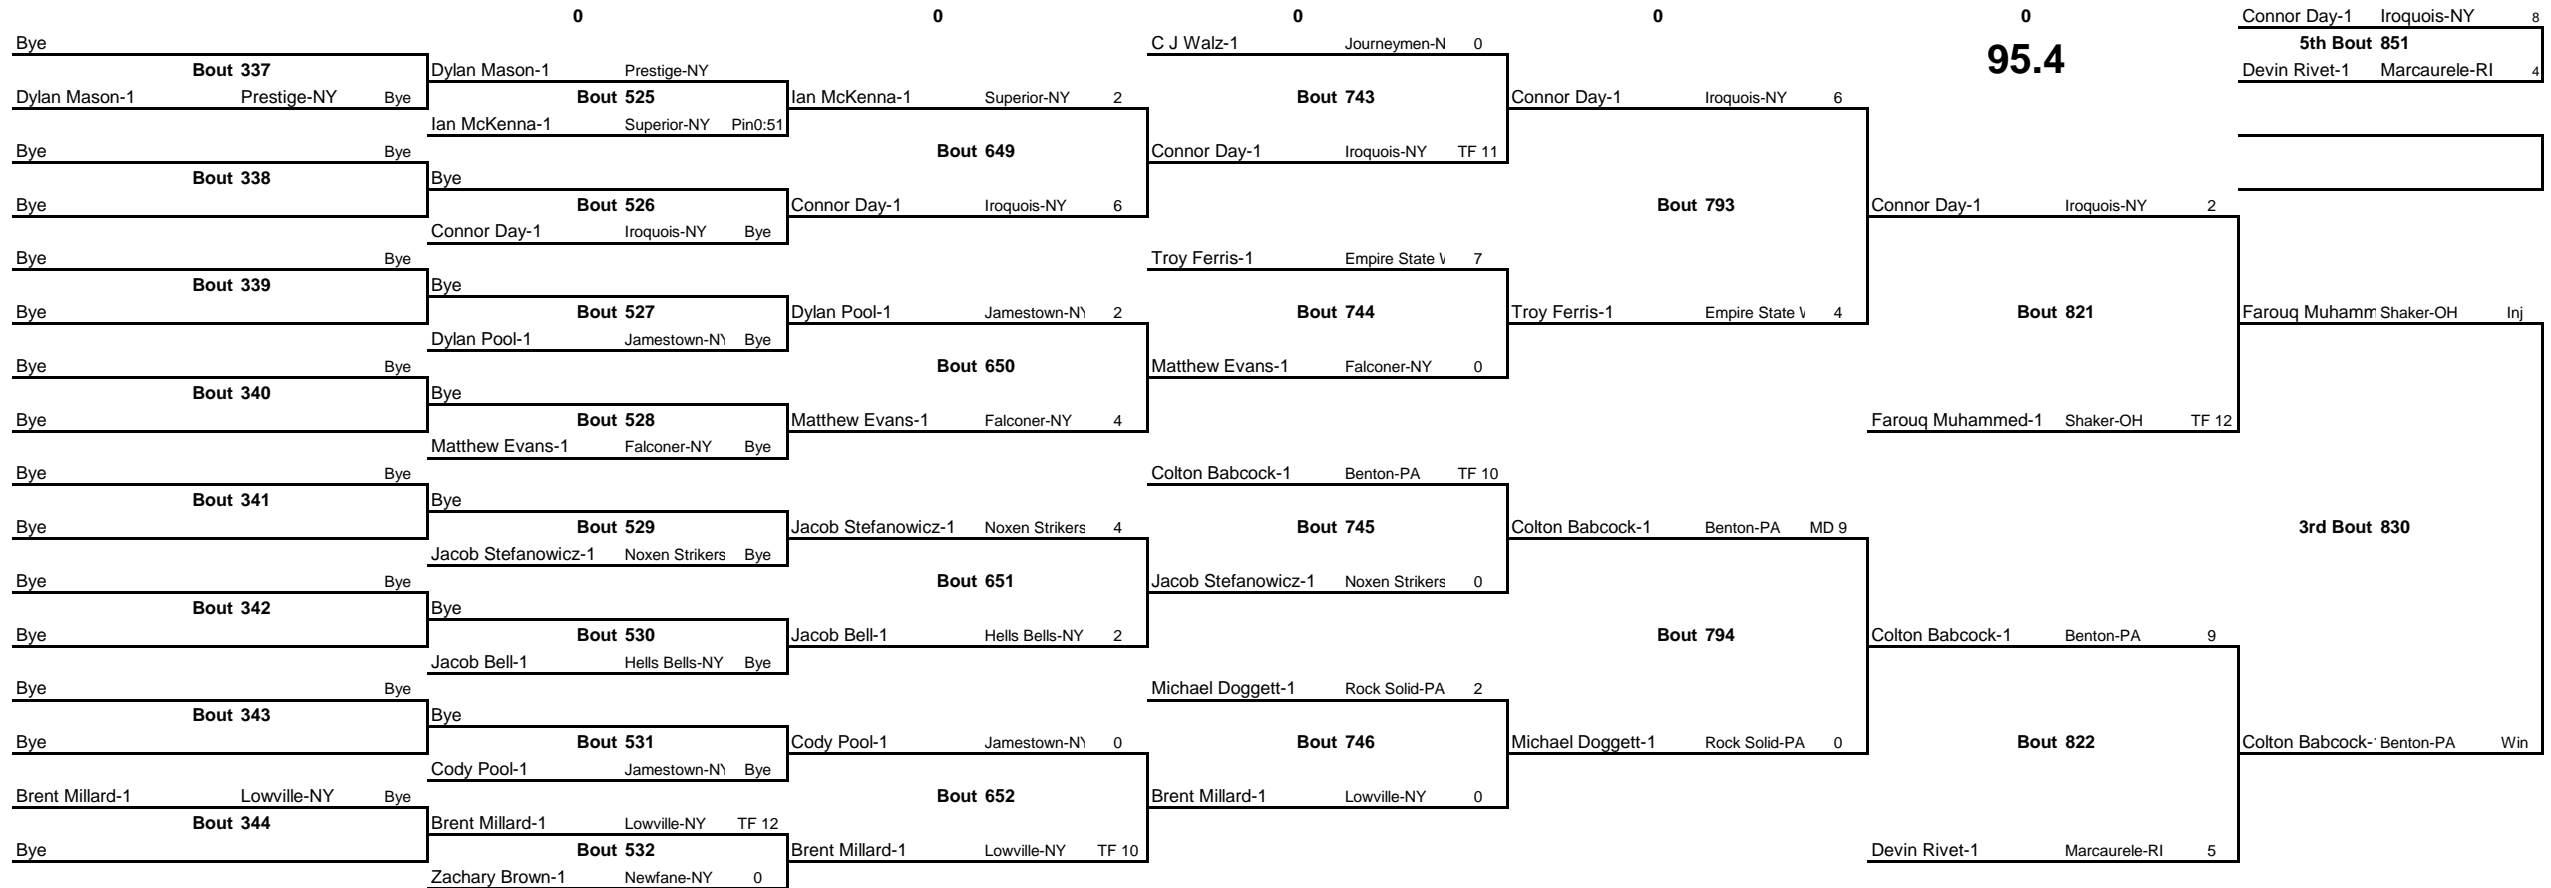 0 0 0 0 0 Connor Day-1 Iroquois-NY 8
Bye C J Walz-1 Journeymen-N 0 95.4 5th Bout 851
Bout 337 Dylan Mason-1 Prestige-NY Devin Rivet-1 Marcaurele-RI 4
Dylan Mason-1 Prestige-NY Bye Bout 525 Ian McKenna-1 Superior-NY 2 Bout 743 Connor Day-1 Iroquois-NY 6
Ian McKenna-1 Superior-NY Pin0:51
Bye Bye Bout 649 Connor Day-1 Iroquois-NY TF 11
Bout 338 Bye
Bye Bout 526 Connor Day-1 Iroquois-NY 6 Bout 793 Connor Day-1 Iroquois-NY 2
Connor Day-1 Iroquois-NY Bye
Bye Bye Troy Ferris-1 Empire State 7
Bout 339 Bye
Bye Bout 527 Dylan Pool-1 Jamestown-NY 2 Bout 744 Troy Ferris-1 Empire State 4 Bout 821 Farouq Muhamm Shaker-OH Inj
Dylan Pool-1 Jamestown-NY Bye
Bye Bye Bout 650 Matthew Evans-1 Falconer-NY 0
Bout 340 Bye
Bye Bout 528 Matthew Evans-1 Falconer-NY 4 Farouq Muhammed-1 Shaker-OH TF 12
Matthew Evans-1 Falconer-NY Bye
Bye Bye Colton Babcock-1 Benton-PA TF 10
Bout 341 Bye
Bye Bout 529 Jacob Stefanowicz-1 Noxen Strikers 4 Bout 745 Colton Babcock-1 Benton-PA MD 9 3rd Bout 830
Jacob Stefanowicz-1 Noxen Strikers Bye
Bye Bye Bout 651 Jacob Stefanowicz-1 Noxen Strikers 0
Bout 342 Bye
Bye Bout 530 Jacob Bell-1 Hells Bells-NY 2 Bout 794 Colton Babcock-1 Benton-PA 9
Jacob Bell-1 Hells Bells-NY Bye
Bye Bye Michael Doggett-1 Rock Solid-PA 2
Bout 343 Bye
Bye Bout 531 Cody Pool-1 Jamestown-NY 0 Bout 746 Michael Doggett-1 Rock Solid-PA 0 Bout 822 Colton Babcock- Benton-PA Win
Cody Pool-1 Jamestown-NY Bye
Brent Millard-1 Lowville-NY Bye Bout 652 Brent Millard-1 Lowville-NY 0
Bout 344 Brent Millard-1 Lowville-NY TF 12
Bye Bout 532 Brent Millard-1 Lowville-NY TF 10 Devin Rivet-1 Marcaurele-RI 5
Zachary Brown-1 Newfane-NY 0